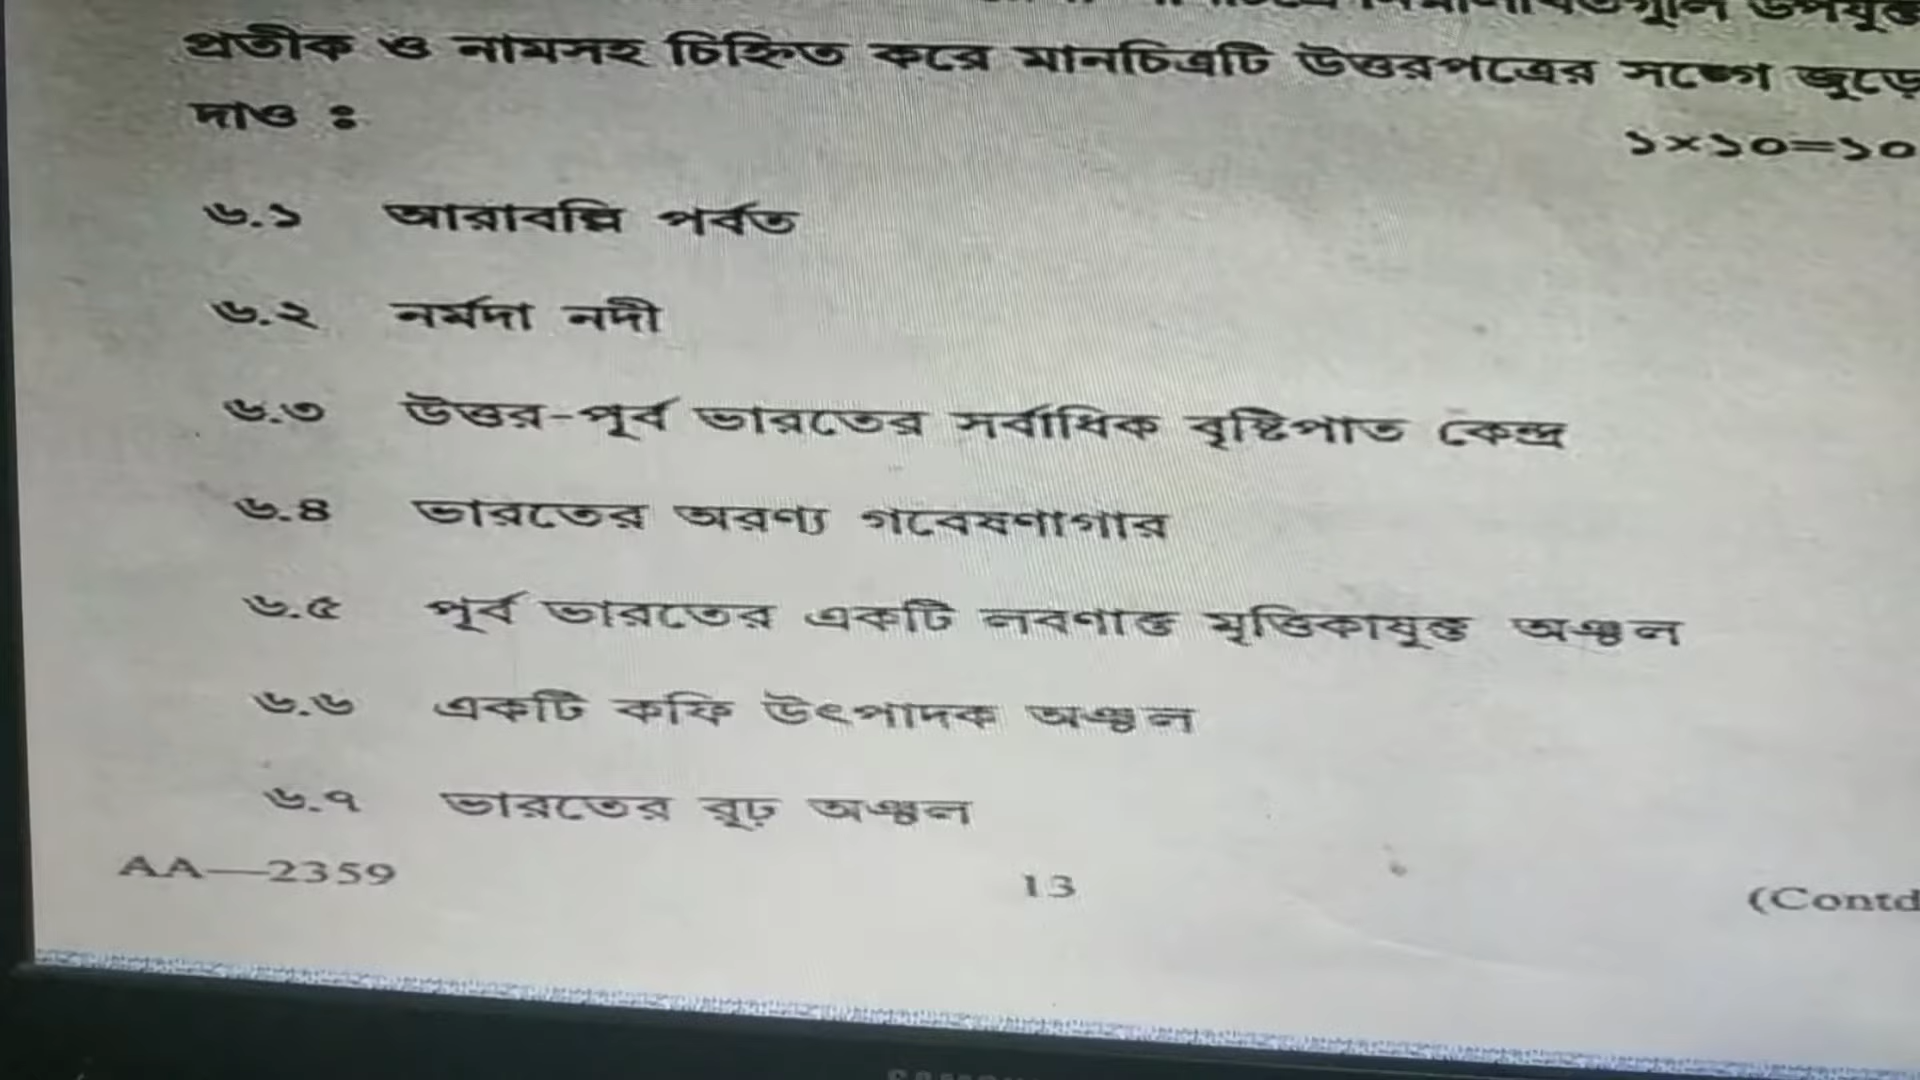 উপযুক্ত
প্রতীক ও নামসহ চিহ্নিত করে মানচিত্রটি উত্তরপত্রের সঙ্গে জুড়ে
দাও ঃ
১×১০=১০
৬.১ আরাবল্লি পর্বত
৬.২ নর্মদা নদী
৬.৩ উত্তর-পূর্ব ভারতের সর্বাধিক বৃষ্টিপাত কেন্দ্র
৬.৪ ভারতের অরণ্য গবেষণাগার
৬.৫ পূর্ব ভারতের একটি লবণাক্ত মৃত্তিকাযুক্ত অঞ্চল
৬.৬ একটি কফি উৎপাদক অঞ্চল
৬.৭ ভারতের রূঢ় অঞ্চল
AA—2359
13
(Contd